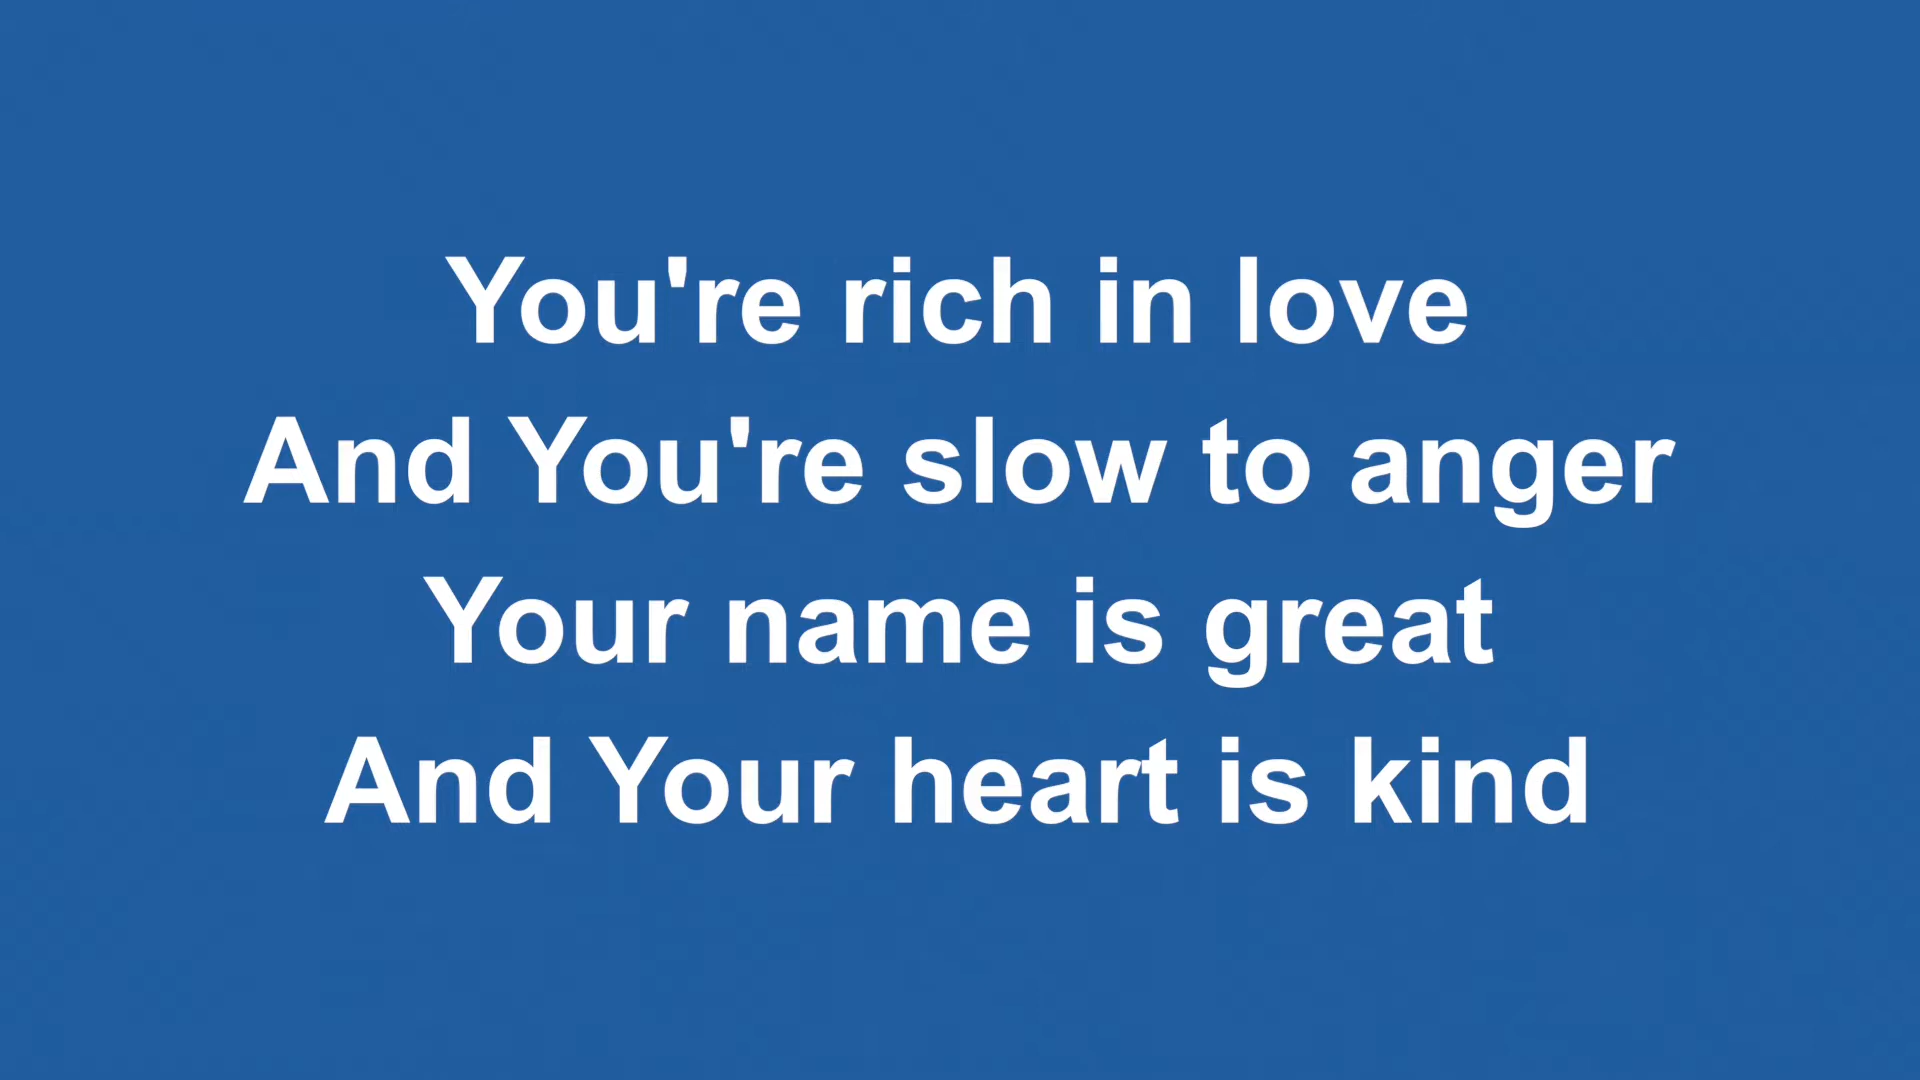 You're rich in love
And You're slow to anger
Your name is great
And Your heart is kind